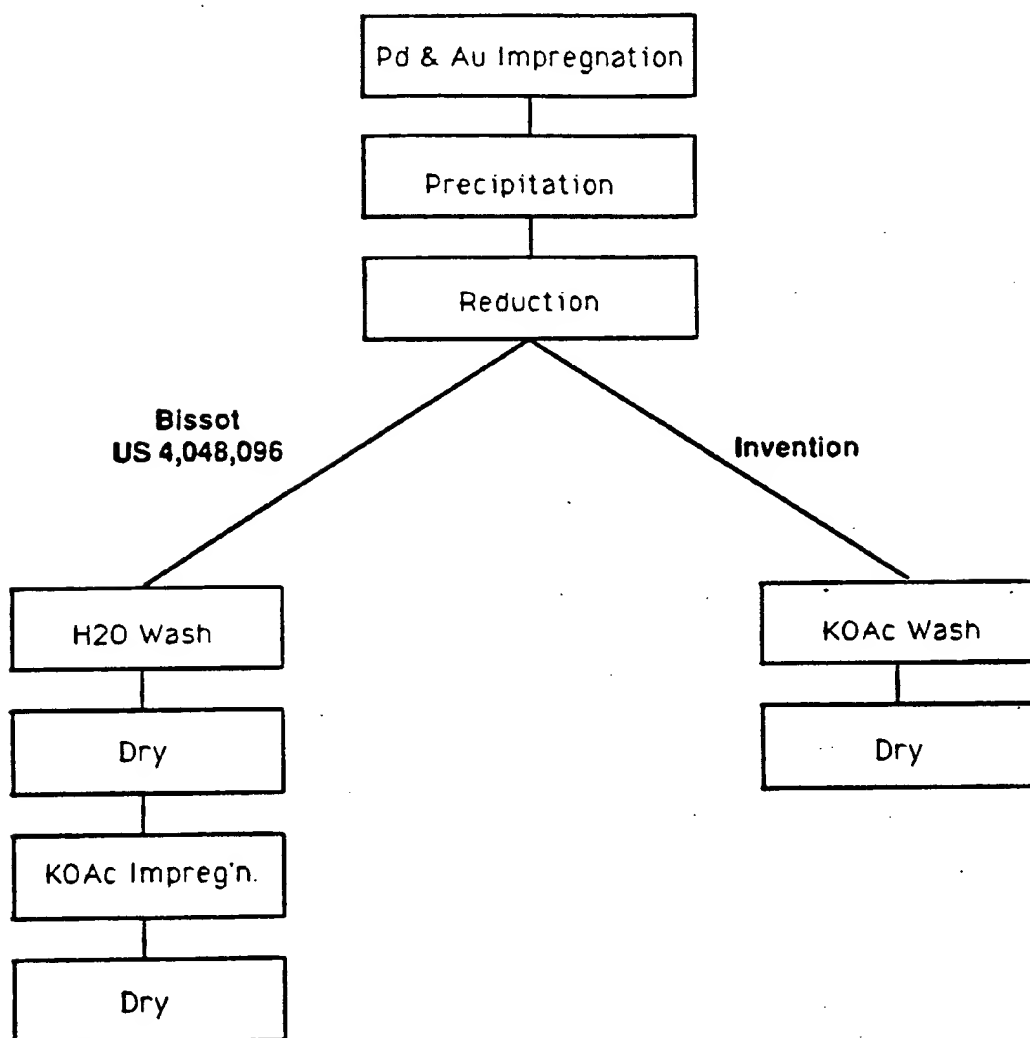 Pd & Au Impregnation
Precipitation
Reduction
Bissot
US 4,048,096
Invention
H2O Wash
Dry
KOAc Impreg'n.
Dry
KOAc Wash
Dry